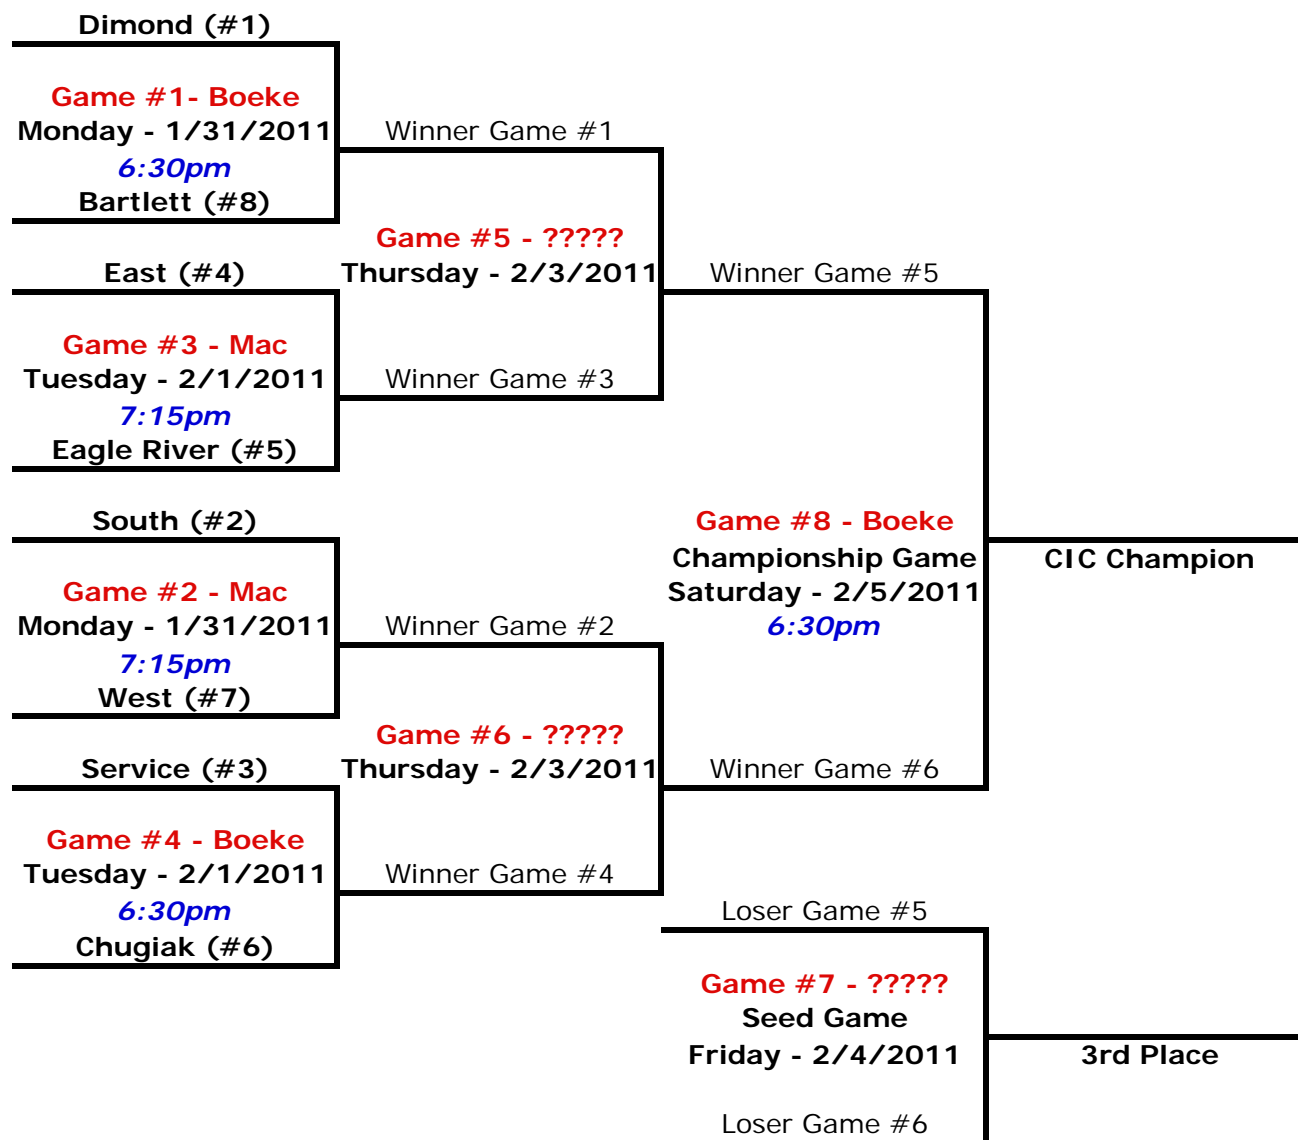 Dimond (#1)
Game #1- Boeke
Monday - 1/31/2011
6:30pm
Bartlett (#8)
East (#4)
Game #3 - Mac
Tuesday - 2/1/2011
7:15pm
Eagle River (#5)
South (#2)
Game #2 - Mac
Monday - 1/31/2011
7:15pm
West (#7)
Service (#3)
Game #4 - Boeke
Tuesday - 2/1/2011
6:30pm
Chugiak (#6)
Winner Game #1
Game #5 - ?????
Thursday - 2/3/2011
Winner Game #3
Winner Game #2
Game #6 - ?????
Thursday - 2/3/2011
Winner Game #4
Winner Game #5
Game #8 - Boeke
Championship Game
Saturday - 2/5/2011
6:30pm
Winner Game #6
Loser Game #5
Game #7 - ?????
Seed Game
Friday - 2/4/2011
Loser Game #6
CIC Champion
3rd Place